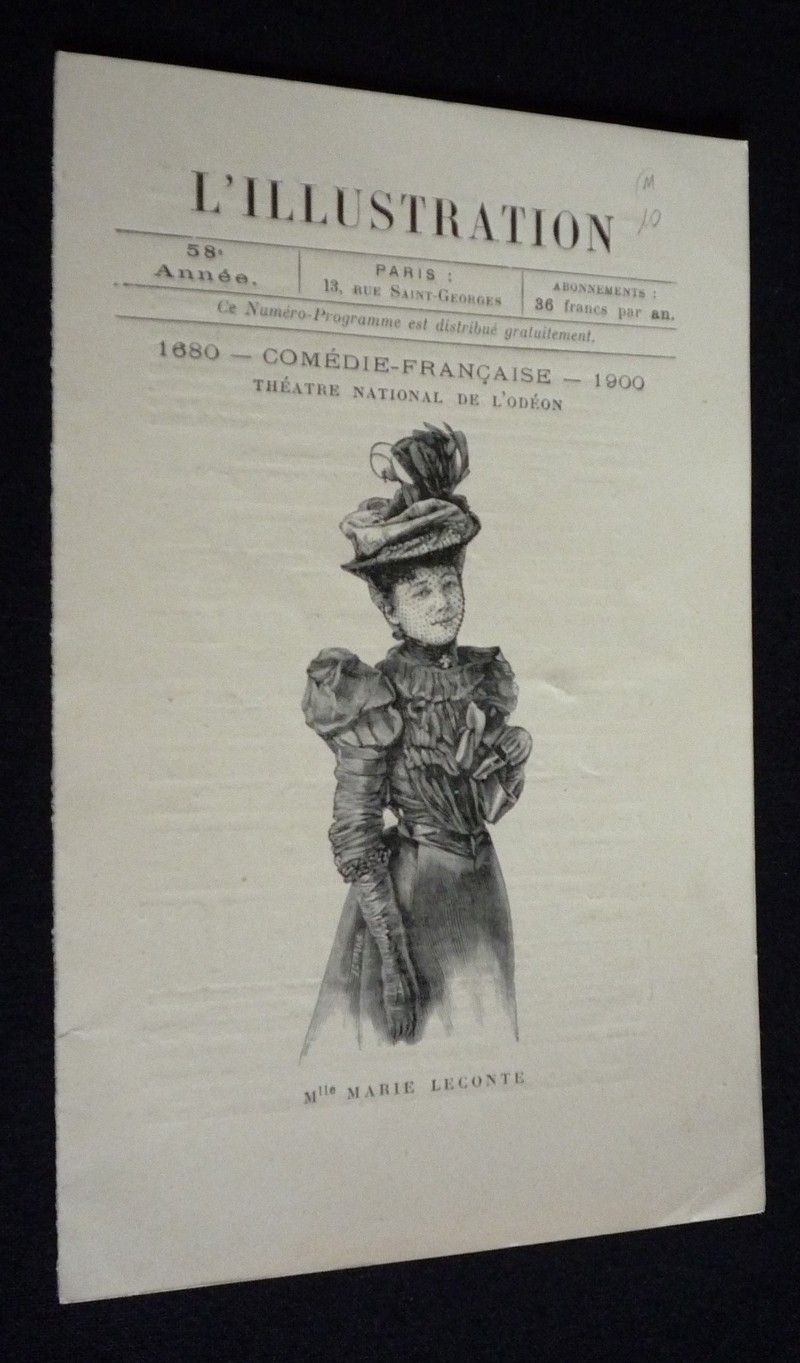 L'ILLUSTRATION
10
58e
Année.
PARIS :
13, RUE SAINT-GEORGES
ABONNEMENTS :
36 francs par an.
Ce Numéro-Programme est distribué gratuitement.
1680 — COMÉDIE-FRANÇAISE — 1900
THÉATRE NATIONAL DE L'ODÉON
Mlle MARIE LECONTE